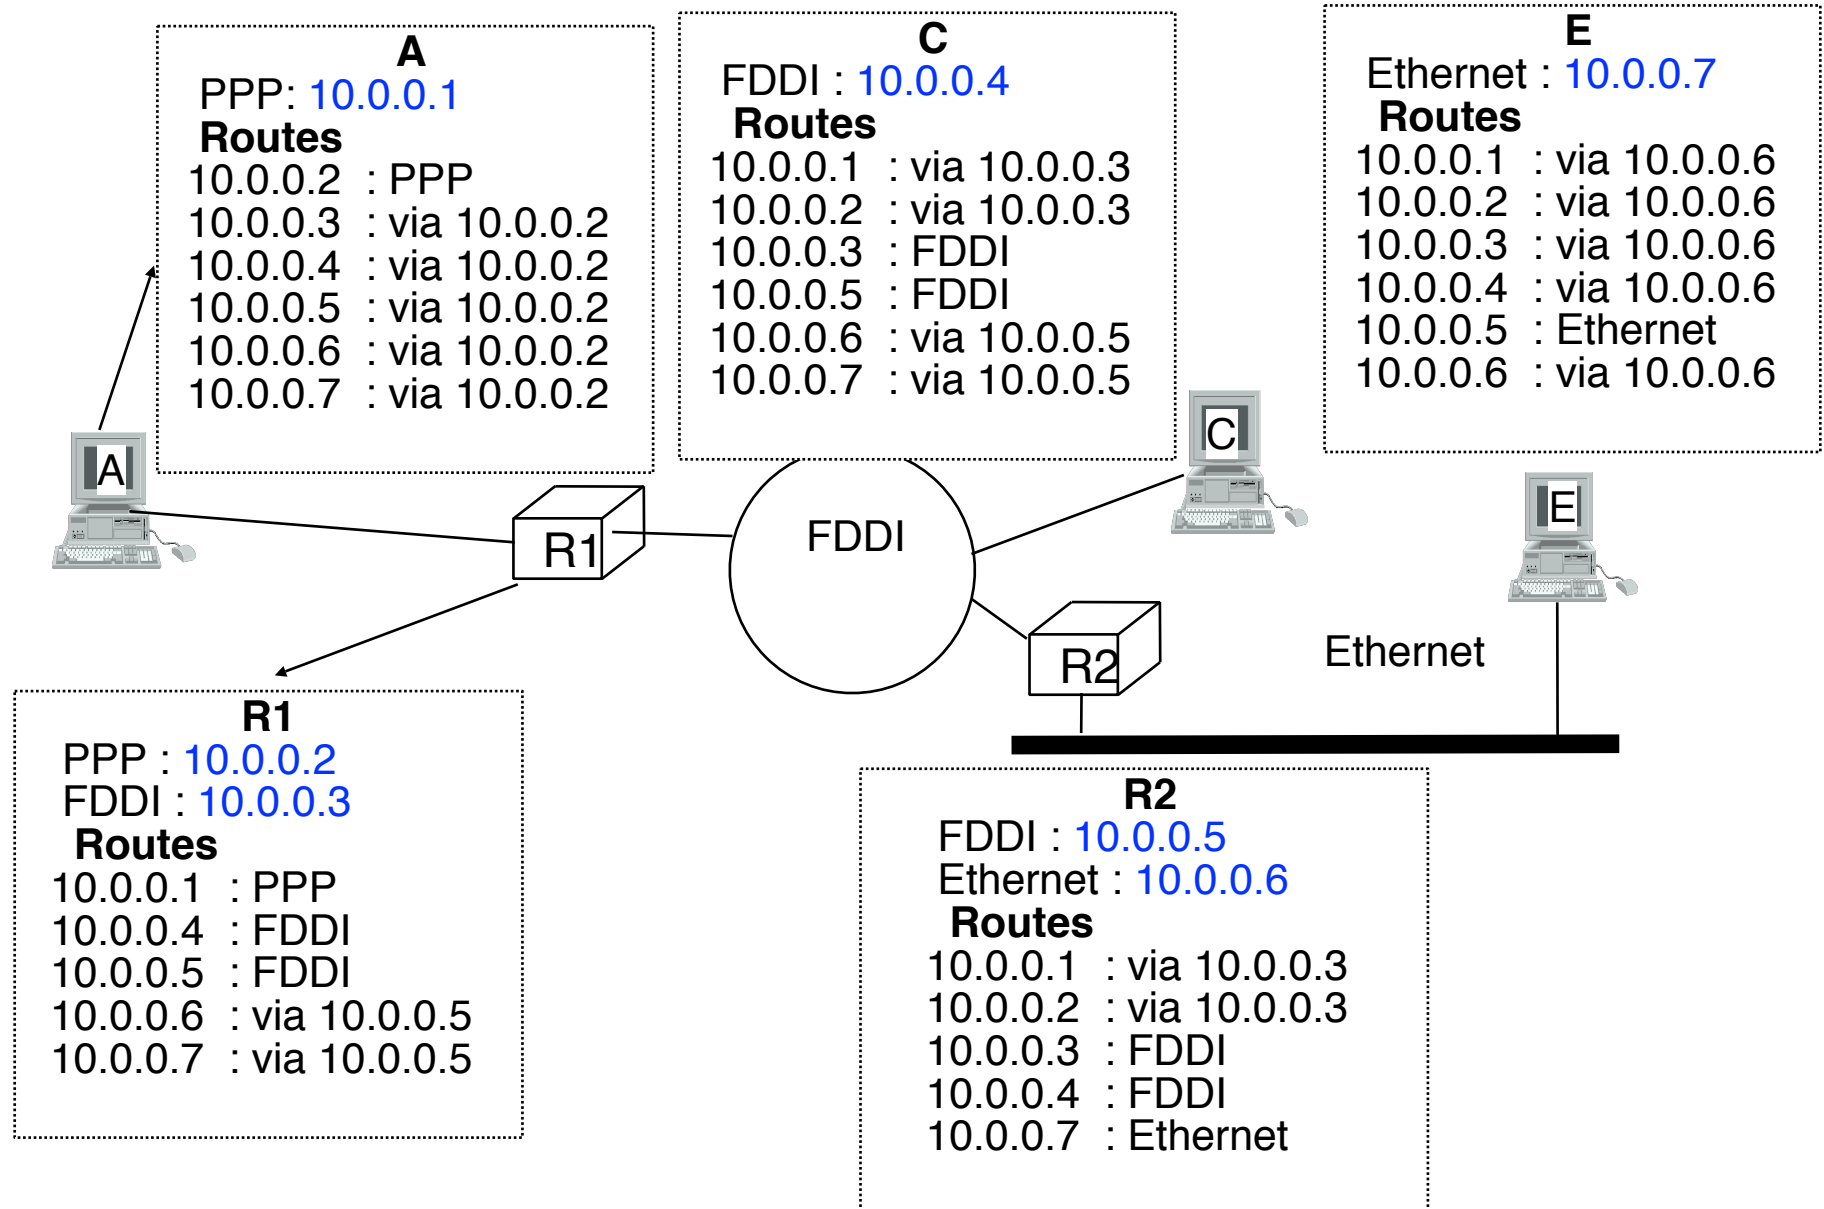 A
PPP: 10.0.0.1
Routes
10.0.0.2 : PPP
10.0.0.3 : via 10.0.0.2
10.0.0.4 : via 10.0.0.2
10.0.0.5 : via 10.0.0.2
10.0.0.6 : via 10.0.0.2
10.0.0.7 : via 10.0.0.2
C
FDDI : 10.0.0.4
Routes
10.0.0.1 : via 10.0.0.3
10.0.0.2 : via 10.0.0.3
10.0.0.3 : FDDI
10.0.0.5 : FDDI
10.0.0.6 : via 10.0.0.5
10.0.0.7 : via 10.0.0.5
E
Ethernet : 10.0.0.7
Routes
10.0.0.1 : via 10.0.0.6
10.0.0.2 : via 10.0.0.6
10.0.0.3 : via 10.0.0.6
10.0.0.4 : via 10.0.0.6
10.0.0.5 : Ethernet
10.0.0.6 : via 10.0.0.6
A
R1
FDDI
C
E
R2
Ethernet
R1
PPP : 10.0.0.2
FDDI : 10.0.0.3
Routes
10.0.0.1 : PPP
10.0.0.4 : FDDI
10.0.0.5 : FDDI
10.0.0.6 : via 10.0.0.5
10.0.0.7 : via 10.0.0.5
R2
FDDI : 10.0.0.5
Ethernet : 10.0.0.6
Routes
10.0.0.1 : via 10.0.0.3
10.0.0.2 : via 10.0.0.3
10.0.0.3 : FDDI
10.0.0.4 : FDDI
10.0.0.7 : Ethernet